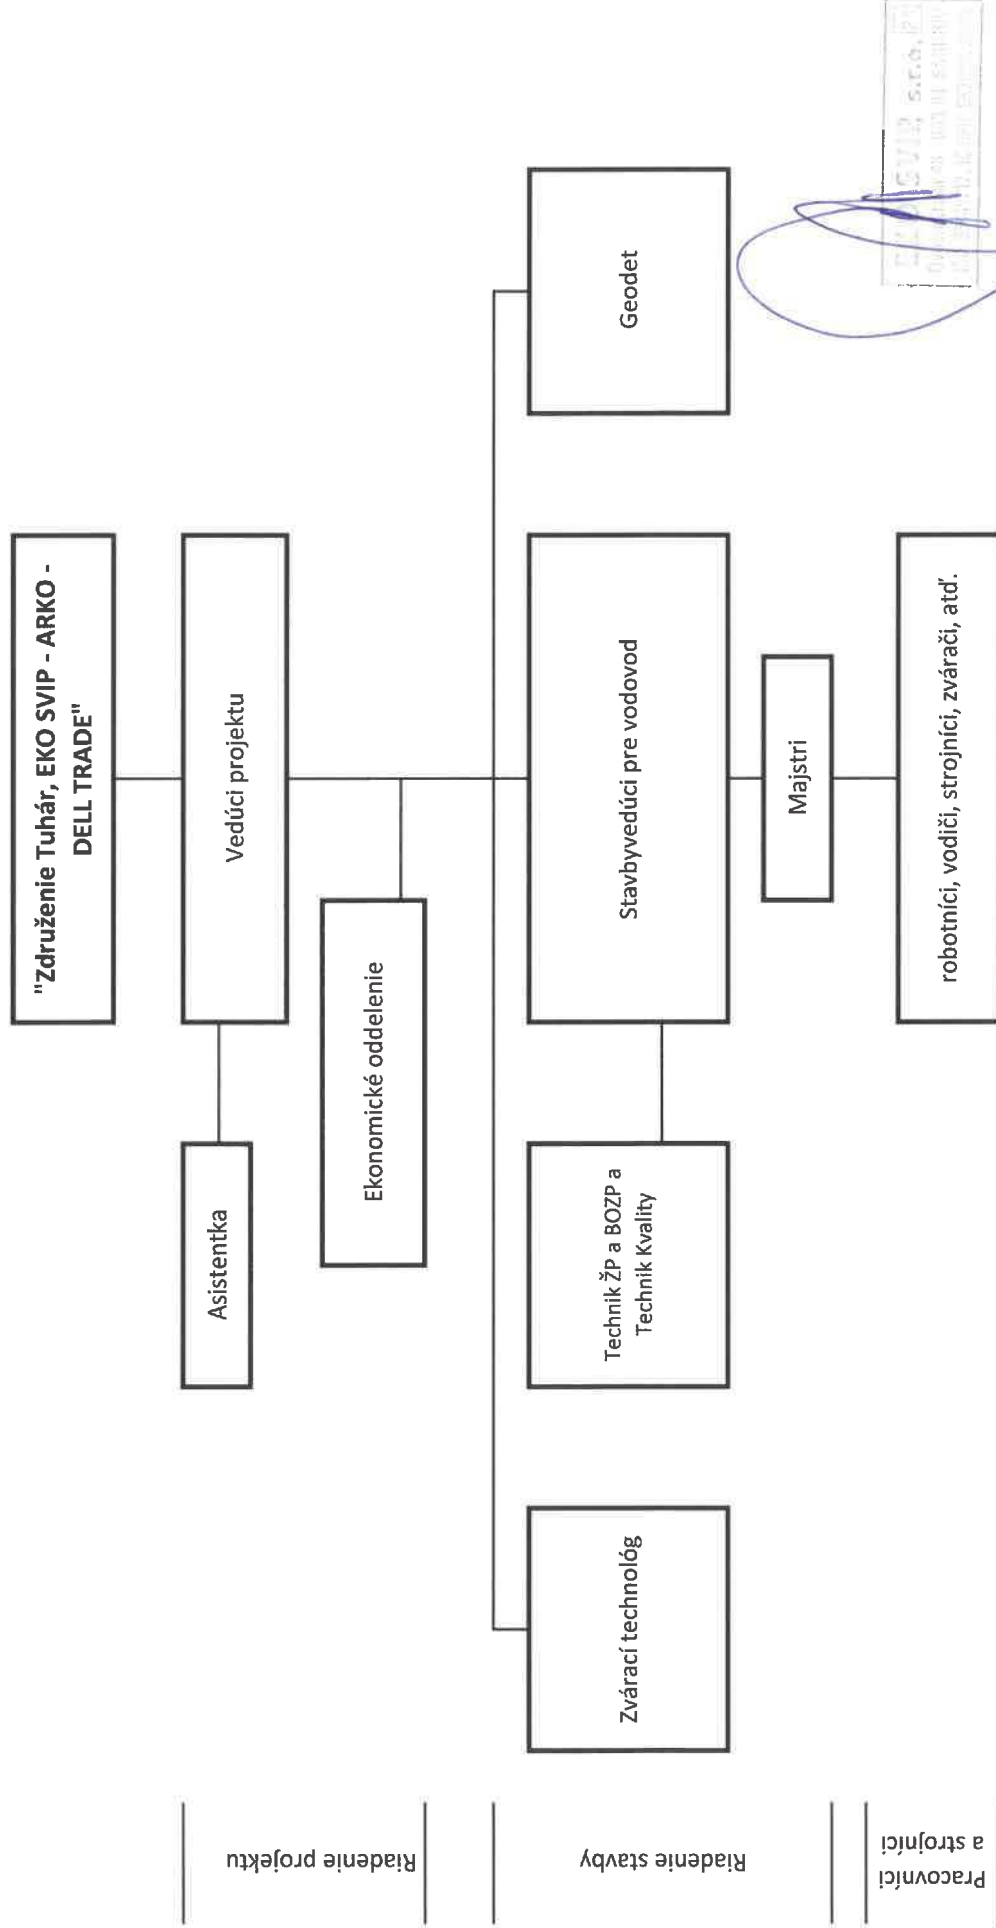 "Združenie Tuhár, EKO SVIP - ARKO -
DELL TRADE"
Riadenie projektu
Asistentka
Vedúci projektu
Ekonomické oddelenie
Riadenie stavby
Zvárací technológ
Technik ŽP a BOZP a
Technik Kvality
Stavbyvedúci pre vodovod
Geodet
Majstri
Pracovníci
a strojníci
robotníci, vodiči, strojníci, zvárači, atď.
SVIP, s.r.o.